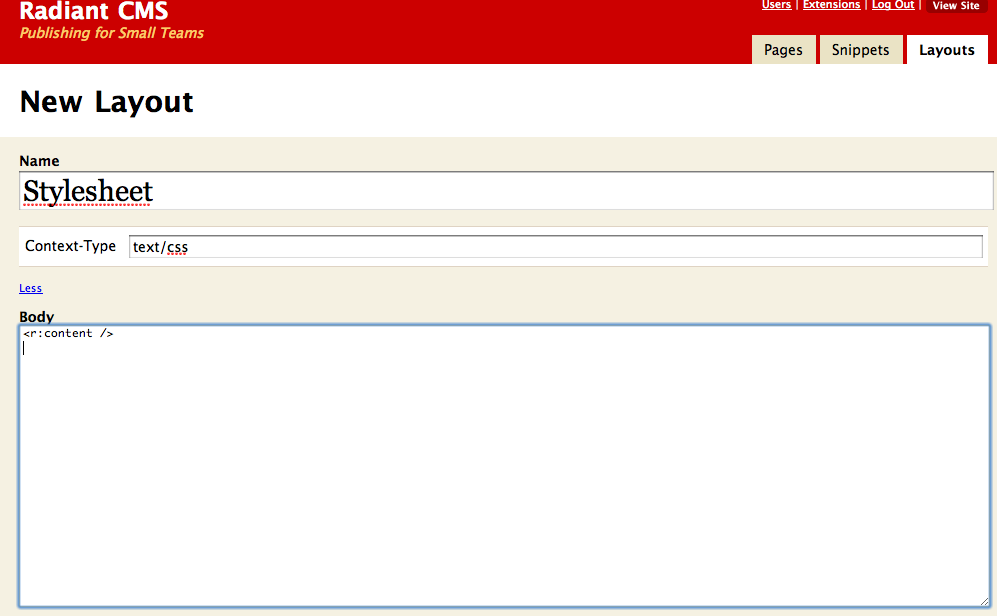 Radiant CMS
Publishing for Small Teams
Users | Extensions | Log Out | View Site
Pages Snippets Layouts
New Layout
Name
Stylesheet
Context-Type text/css
Less
Body
<r:content />